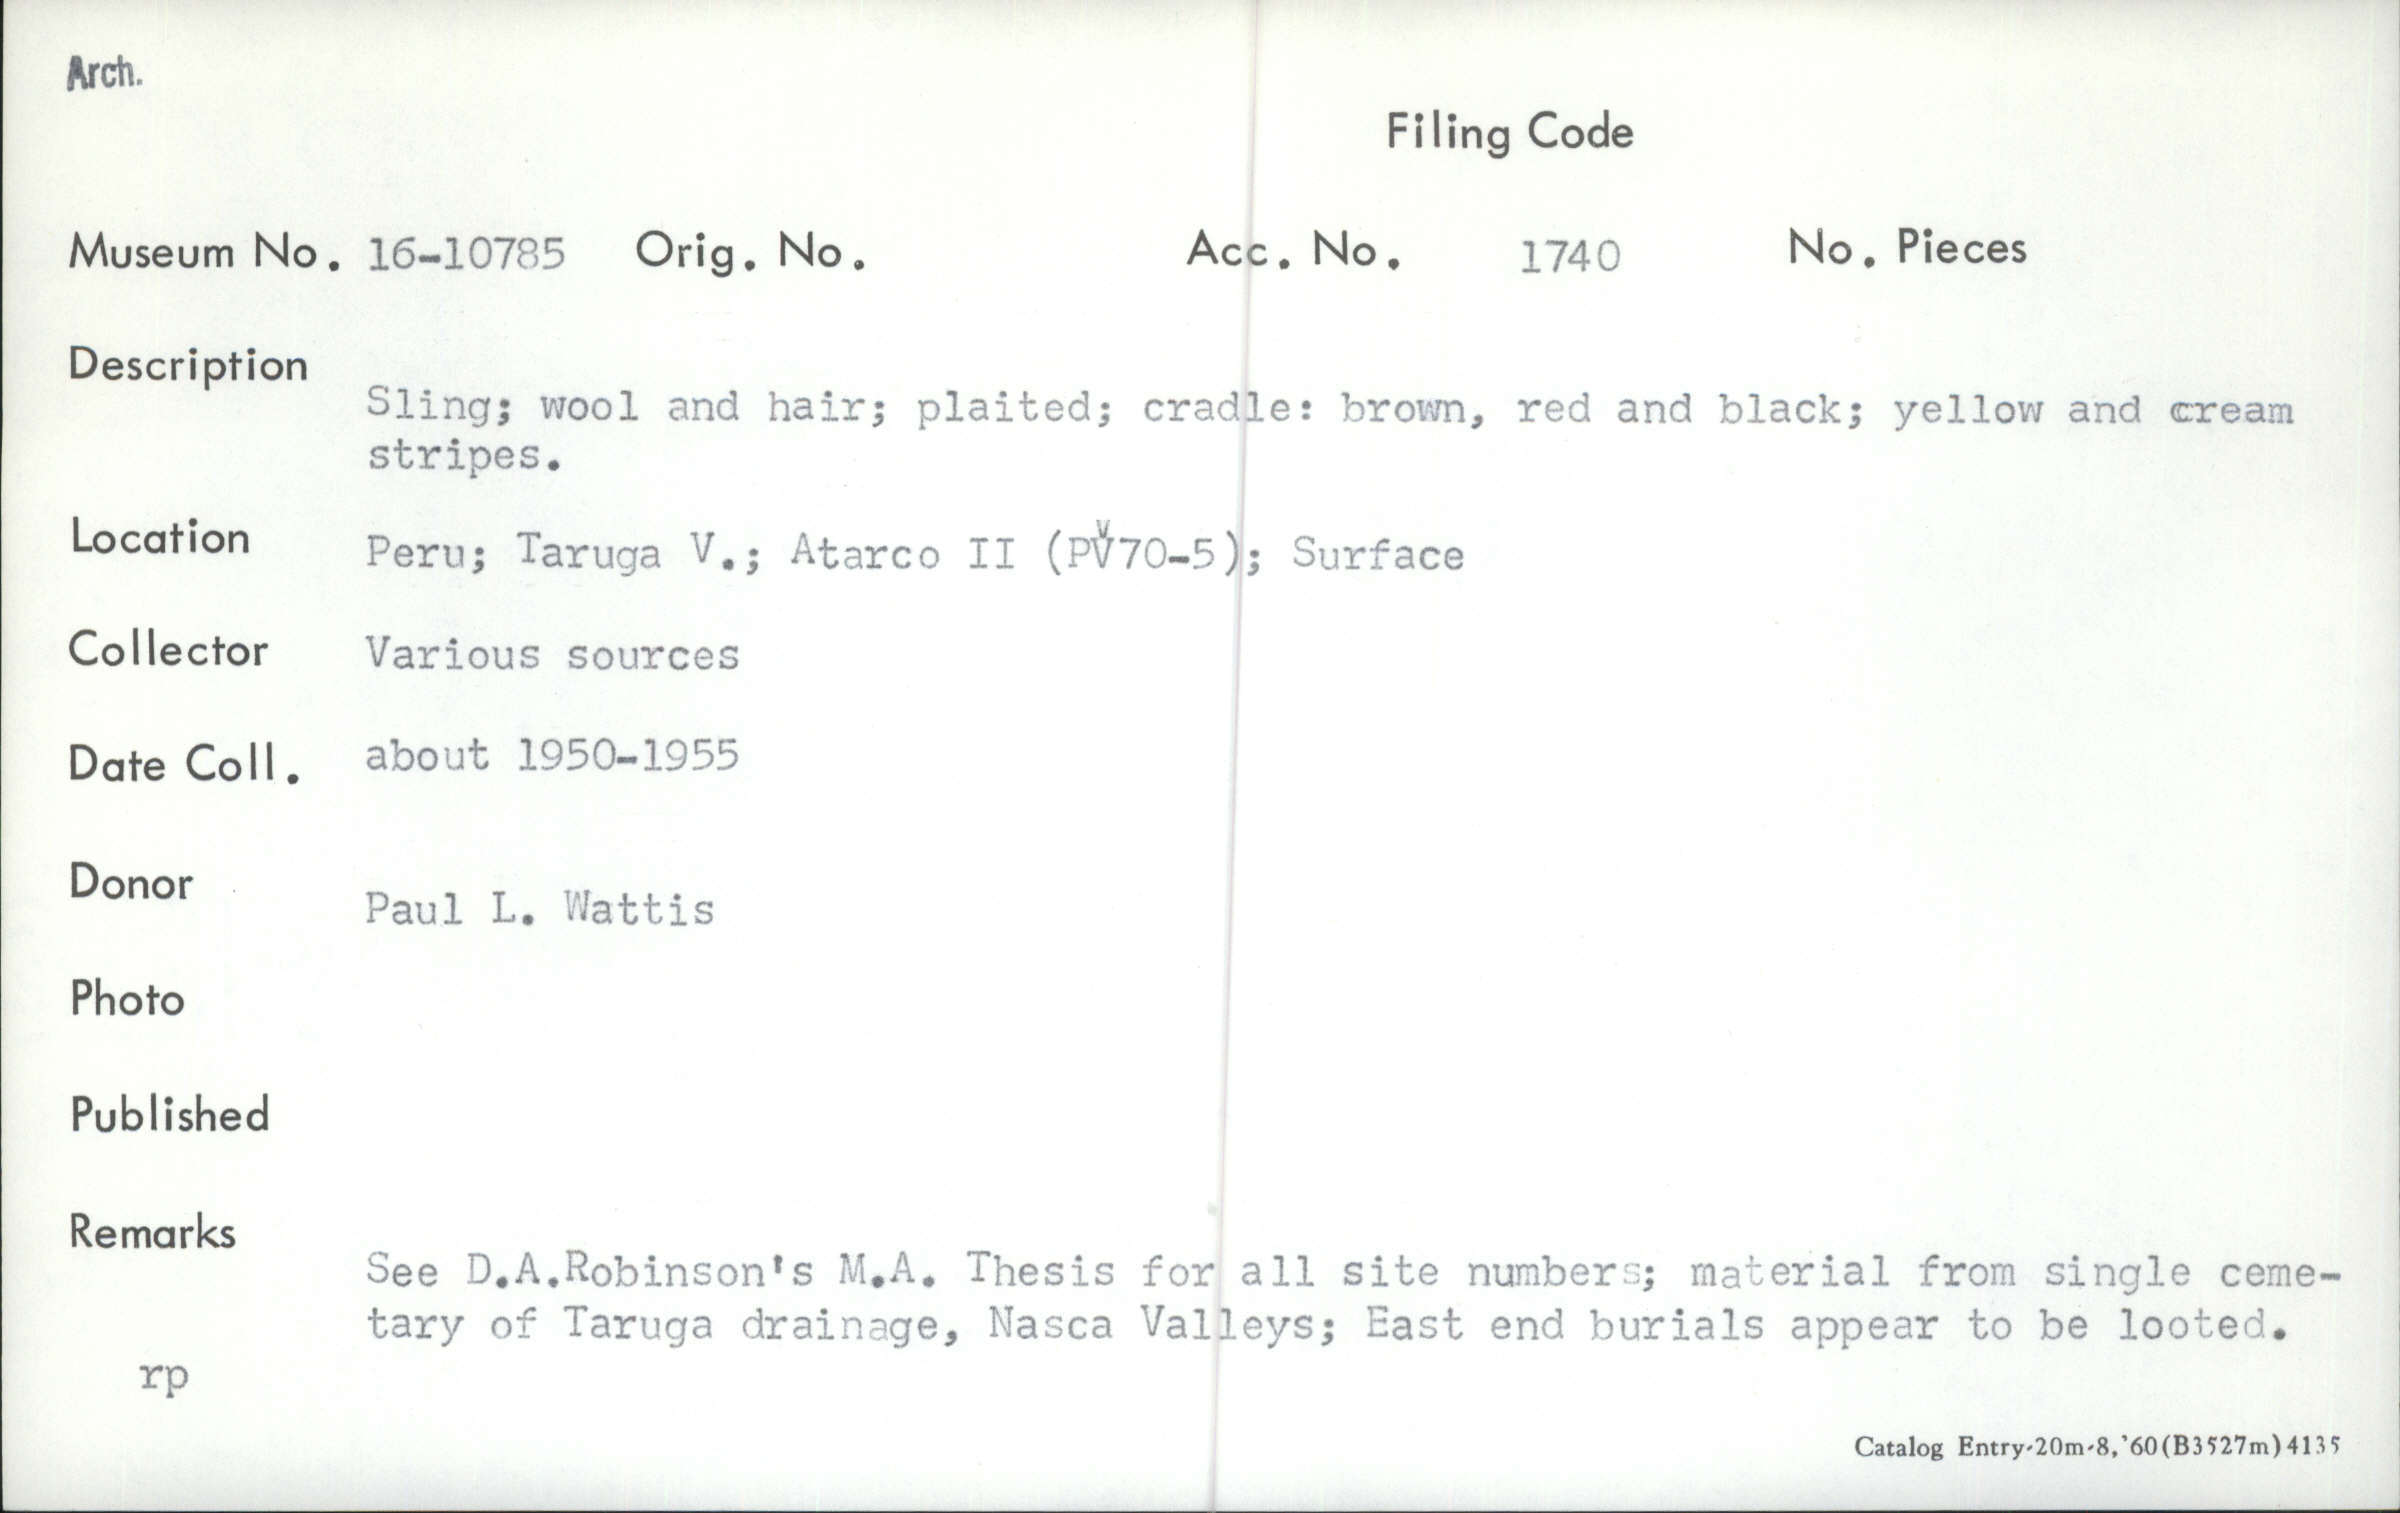 Arch.
Filing Code
Museum No. 16-10785 Orig. No. Acc. No. 1740 No. Pieces
Description
Sling; wool and hair; plaited; cradle: brown, red and black; yellow and cream
stripes.
Location Peru; Taruga V.; Atarco II (PV70-5); Surface
Collector Various sources
Date Coll. about 1950-1955
Donor Paul L. Wattis
Photo
Published
Remarks
See D.A.Robinson's M.A. Thesis for all site numbers; material from single ceme-
tary of Taruga drainage, Nasca Valleys; East end burials appear to be looted.
rp
Catalog Entry-20m-8,'60(B3527m)4135